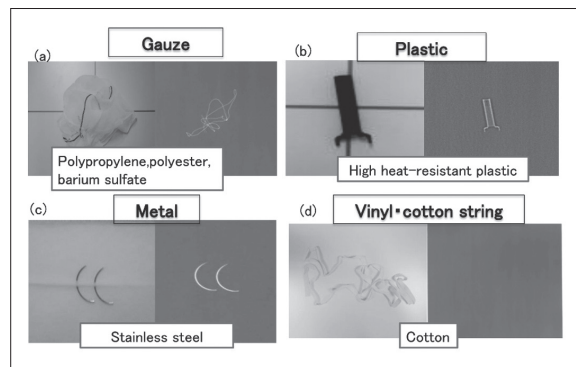 Gauze
(a)
Polypropylene,polyester,
barium sulfate
Plastic
(b)
High heat-resistant plastic
Metal
(c)
Stainless steel
Vinyl・cotton string
(d)
Cotton